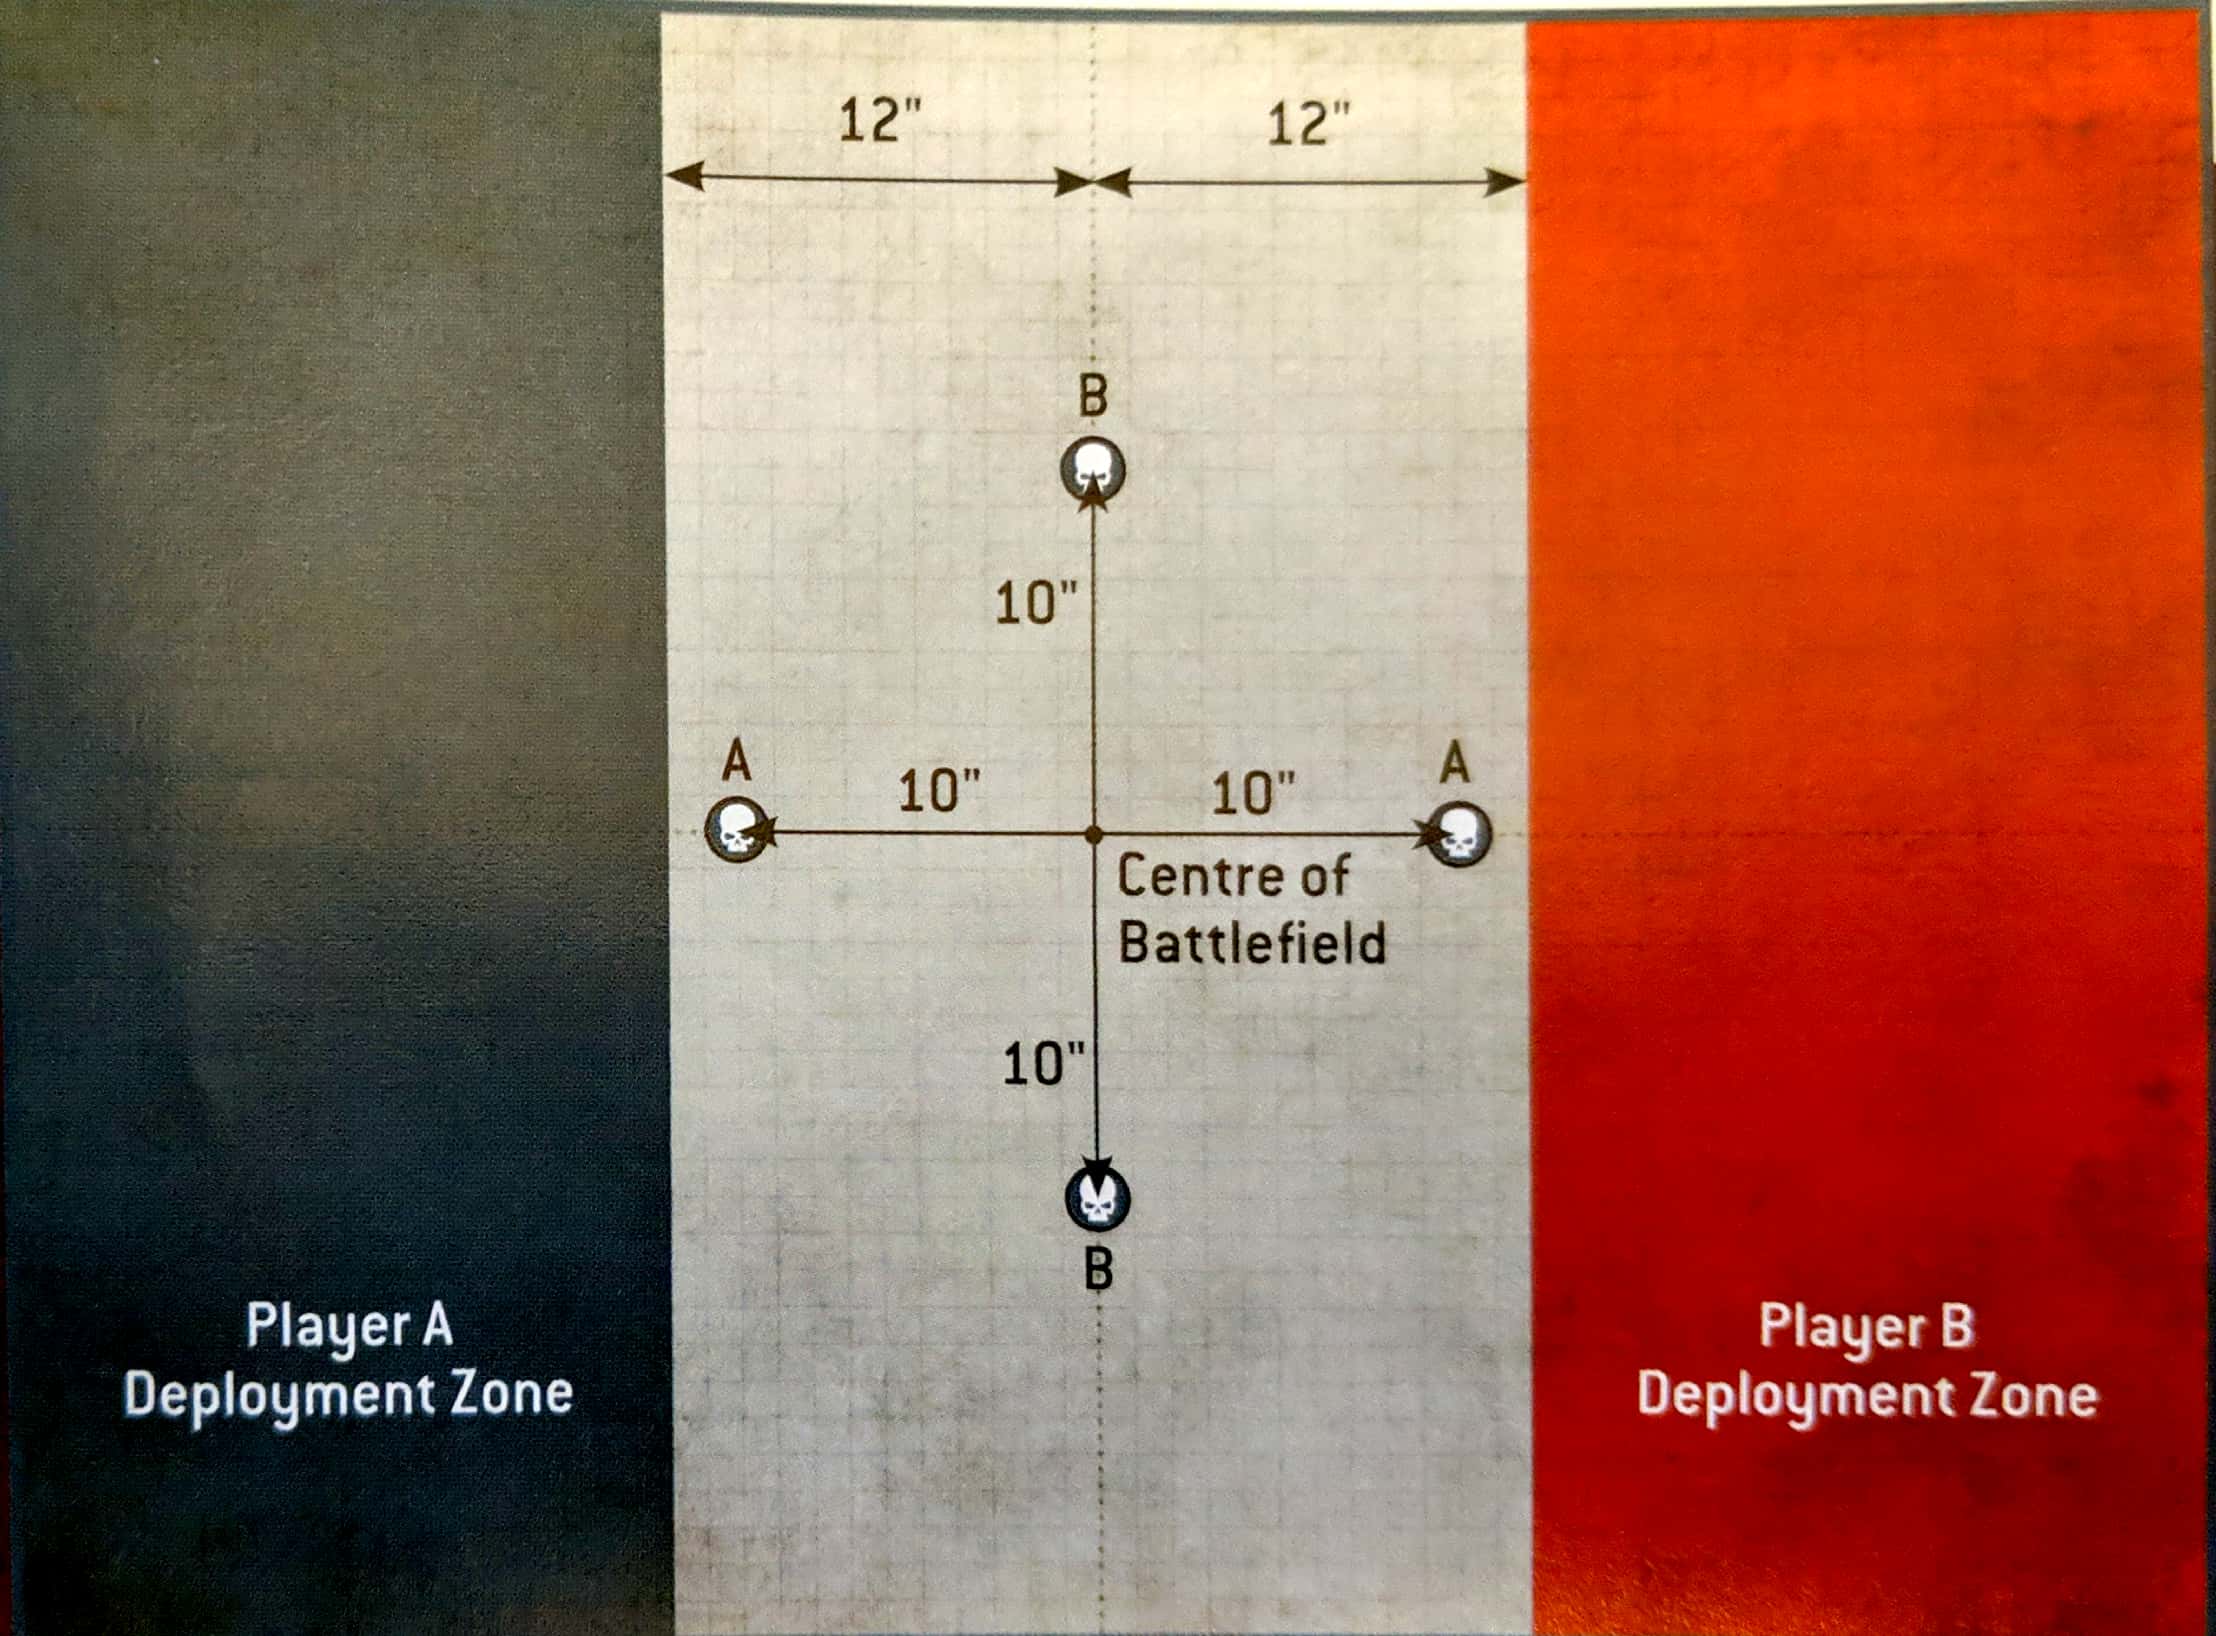 12" 12"
B
10"
A A
10" 10"
Centre of
Battlefield
10"
B
Player A
Deployment Zone
Player B
Deployment Zone